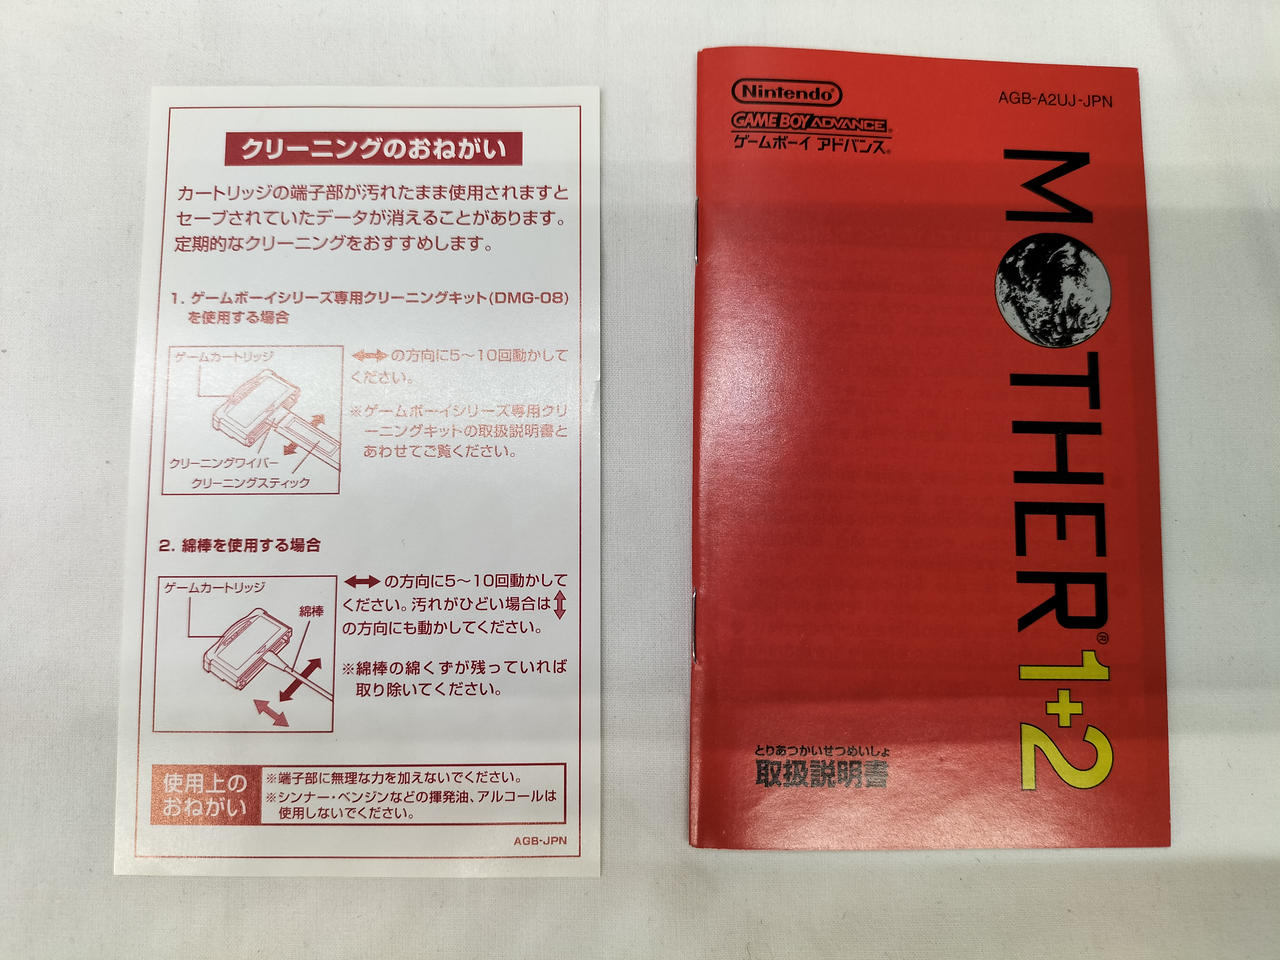 クリーニングのおねがい
カートリッジの端子部が汚れたまま使用されますと
セーブされていたデータが消えることがあります。
定期的なクリーニングをおすすめします。
1. ゲームボーイシリーズ専用クリーニングキット(DMG-08)
を使用する場合
ゲームカートリッジ
クリーニングワイパー
クリーニングスティック
の方向に5〜10回動かして
ください。
※ゲームボーイシリーズ専用クリ
ーニングキットの取扱説明書と
あわせてご覧ください。
2. 綿棒を使用する場合
ゲームカートリッジ
綿棒
↔の方向に5〜10回動かして
ください。汚れがひどい場合は↕
の方向にも動かしてください。
※綿棒の綿くずが残っていれば
取り除いてください。
使用上の
おねがい
※端子部に無理な力を加えないでください。
※シンナー・ベンジンなどの揮発油、アルコールは
使用しないでください。
AGB-JPN
Nintendo®
GAME BOY ADVANCE®
ゲームボーイ アドバンス®
AGB-A2UJ-JPN
MOTHER®1+2
とりあつかいせつめいしょ
取扱説明書